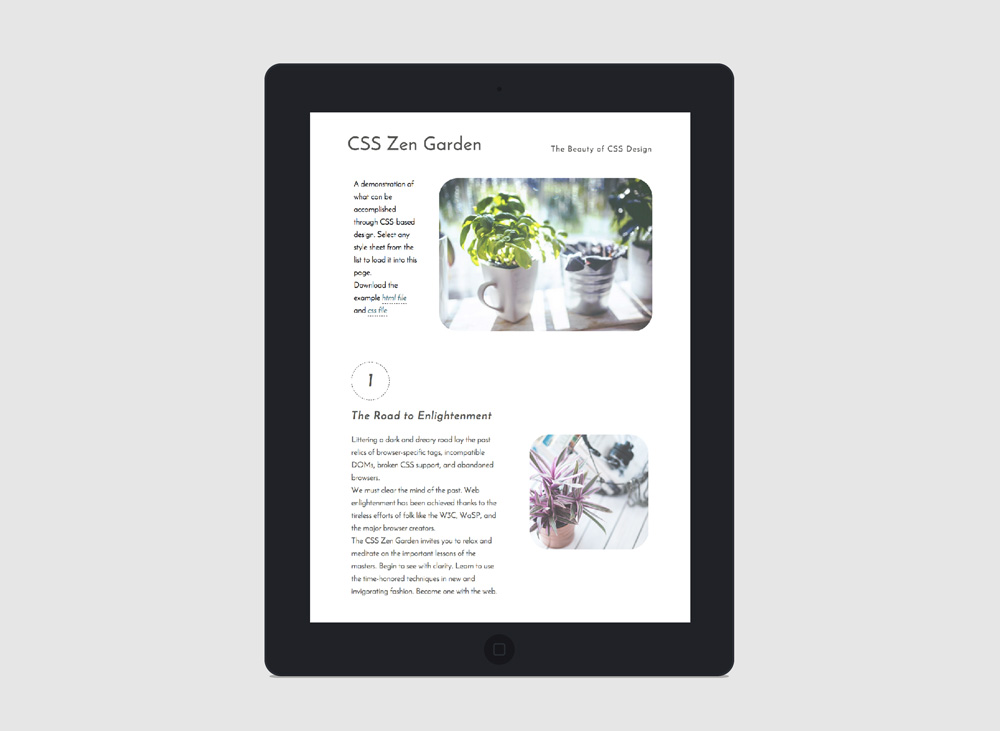 CSS Zen Garden
The Beauty of CSS Design
A demonstration of
what can be
accomplished
through CSS-based
design. Select any
style sheet from the
list to load it into this
page.
Download the
example html file
and css file
1
The Road to Enlightenment
Littering a dark and dreary road lay the past
relics of browser-specific tags, incompatible
DOMs, broken CSS support, and abandoned
browsers.
We must clear the mind of the past. Web
enlightenment has been achieved thanks to the
tireless efforts of folk like the W3C, WaSP, and
the major browser creators.
The CSS Zen Garden invites you to relax and
meditate on the important lessons of the
masters. Begin to see with clarity. Learn to use
the time-honored techniques in new and
invigorating fashion. Become one with the web.